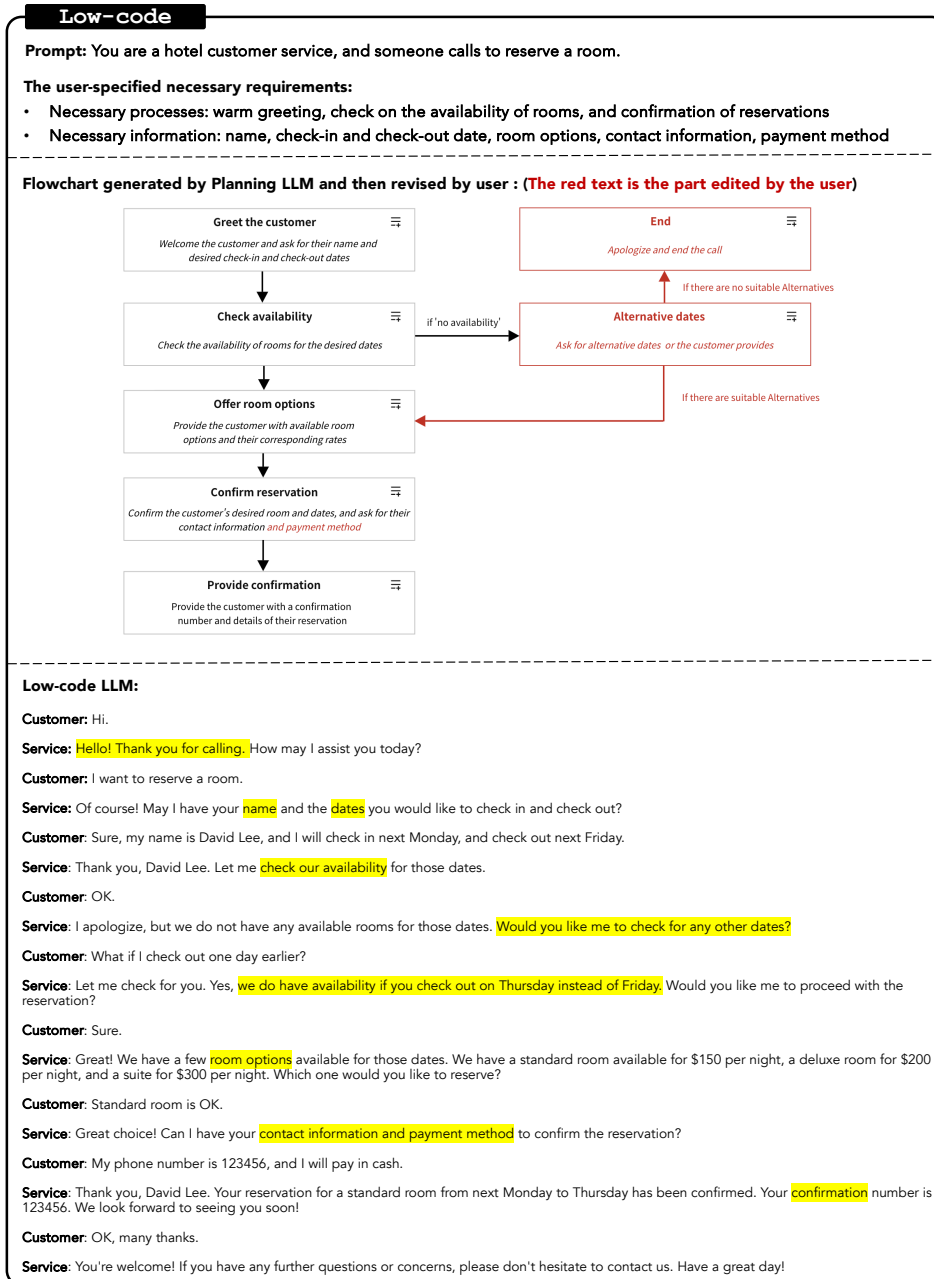 Low-code
Prompt: You are a hotel customer service, and someone calls to reserve a room.
The user-specified necessary requirements:
• Necessary processes: warm greeting, check on the availability of rooms, and confirmation of reservations
• Necessary information: name, check-in and check-out date, room options, contact information, payment method
Flowchart generated by Planning LLM and then revised by user : (The red text is the part edited by the user)
Greet the customer
Welcome the customer and ask for their name and
desired check-in and check-out dates
End
Apologize and end the call
If there are no suitable Alternatives
Check availability
Check the availability of rooms for the desired dates
if 'no availability'
Alternative dates
Ask for alternative dates or the customer provides
If there are suitable Alternatives
Offer room options
Provide the customer with available room
options and their corresponding rates
Confirm reservation
Confirm the customer's desired room and dates, and ask for their
contact information and payment method
Provide confirmation
Provide the customer with a confirmation
number and details of their reservation
Low-code LLM:
Customer: Hi.
Service: Hello! Thank you for calling. How may I assist you today?
Customer: I want to reserve a room.
Service: Of course! May I have your name and the dates you would like to check in and check out?
Customer: Sure, my name is David Lee, and I will check in next Monday, and check out next Friday.
Service: Thank you, David Lee. Let me check our availability for those dates.
Customer: OK.
Service: I apologize, but we do not have any available rooms for those dates. Would you like me to check for any other dates?
Customer: What if I check out one day earlier?
Service: Let me check for you. Yes, we do have availability if you check out on Thursday instead of Friday. Would you like me to proceed with the
reservation?
Customer: Sure.
Service: Great! We have a few room options available for those dates. We have a standard room available for $150 per night, a deluxe room for $200
per night, and a suite for $300 per night. Which one would you like to reserve?
Customer: Standard room is OK.
Service: Great choice! Can I have your contact information and payment method to confirm the reservation?
Customer: My phone number is 123456, and I will pay in cash.
Service: Thank you, David Lee. Your reservation for a standard room from next Monday to Thursday has been confirmed. Your confirmation number is
123456. We look forward to seeing you soon!
Customer: OK, many thanks.
Service: You're welcome! If you have any further questions or concerns, please don't hesitate to contact us. Have a great day!